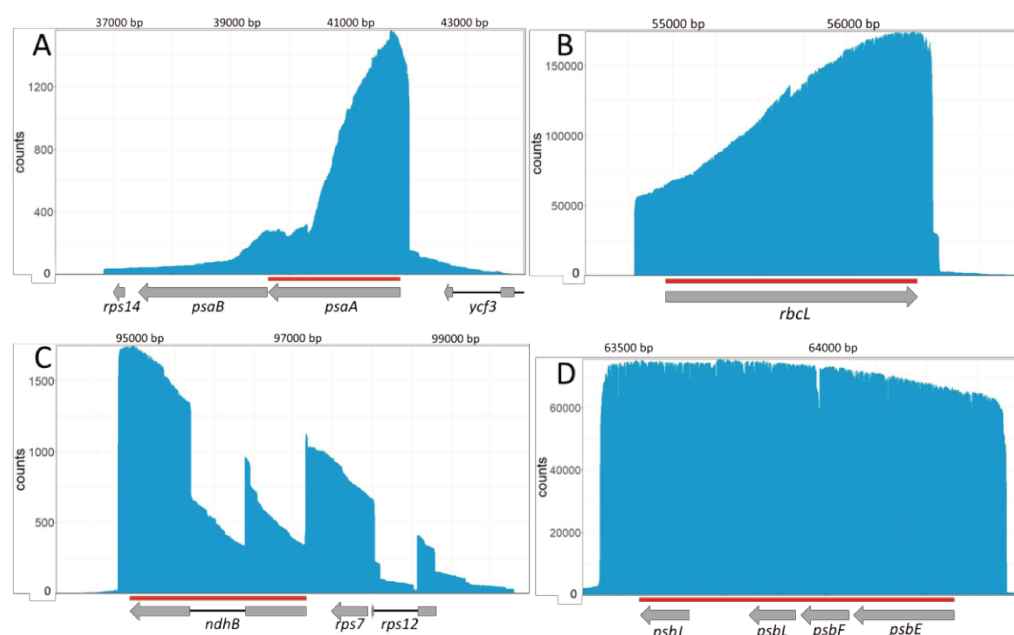 37000 bp 39000 bp 41000 bp 43000 bp
A
1200
800
400
0
counts
rps14 psaB psaA ycf3
55000 bp 56000 bp
B
150000
100000
50000
0
counts
rbcL
95000 bp 97000 bp 99000 bp
C
1500
1000
500
0
counts
ndhB rps7 rps12
63500 bp 64000 bp
D
60000
40000
20000
0
counts
psbJ psbL psbF psbE